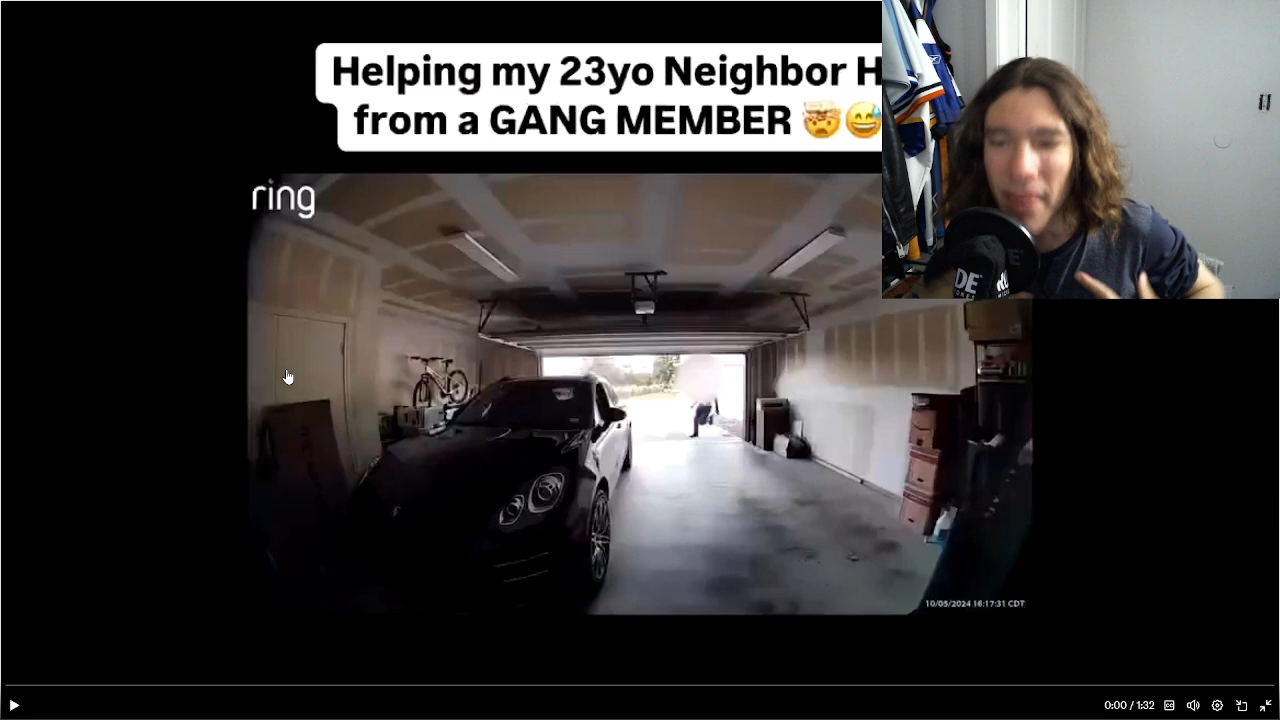 Helping my 23yo Neighbor H
from a GANG MEMBER 🤯😅
ring
10/05/2024 16:17:31 CDT
0:00 / 1:32